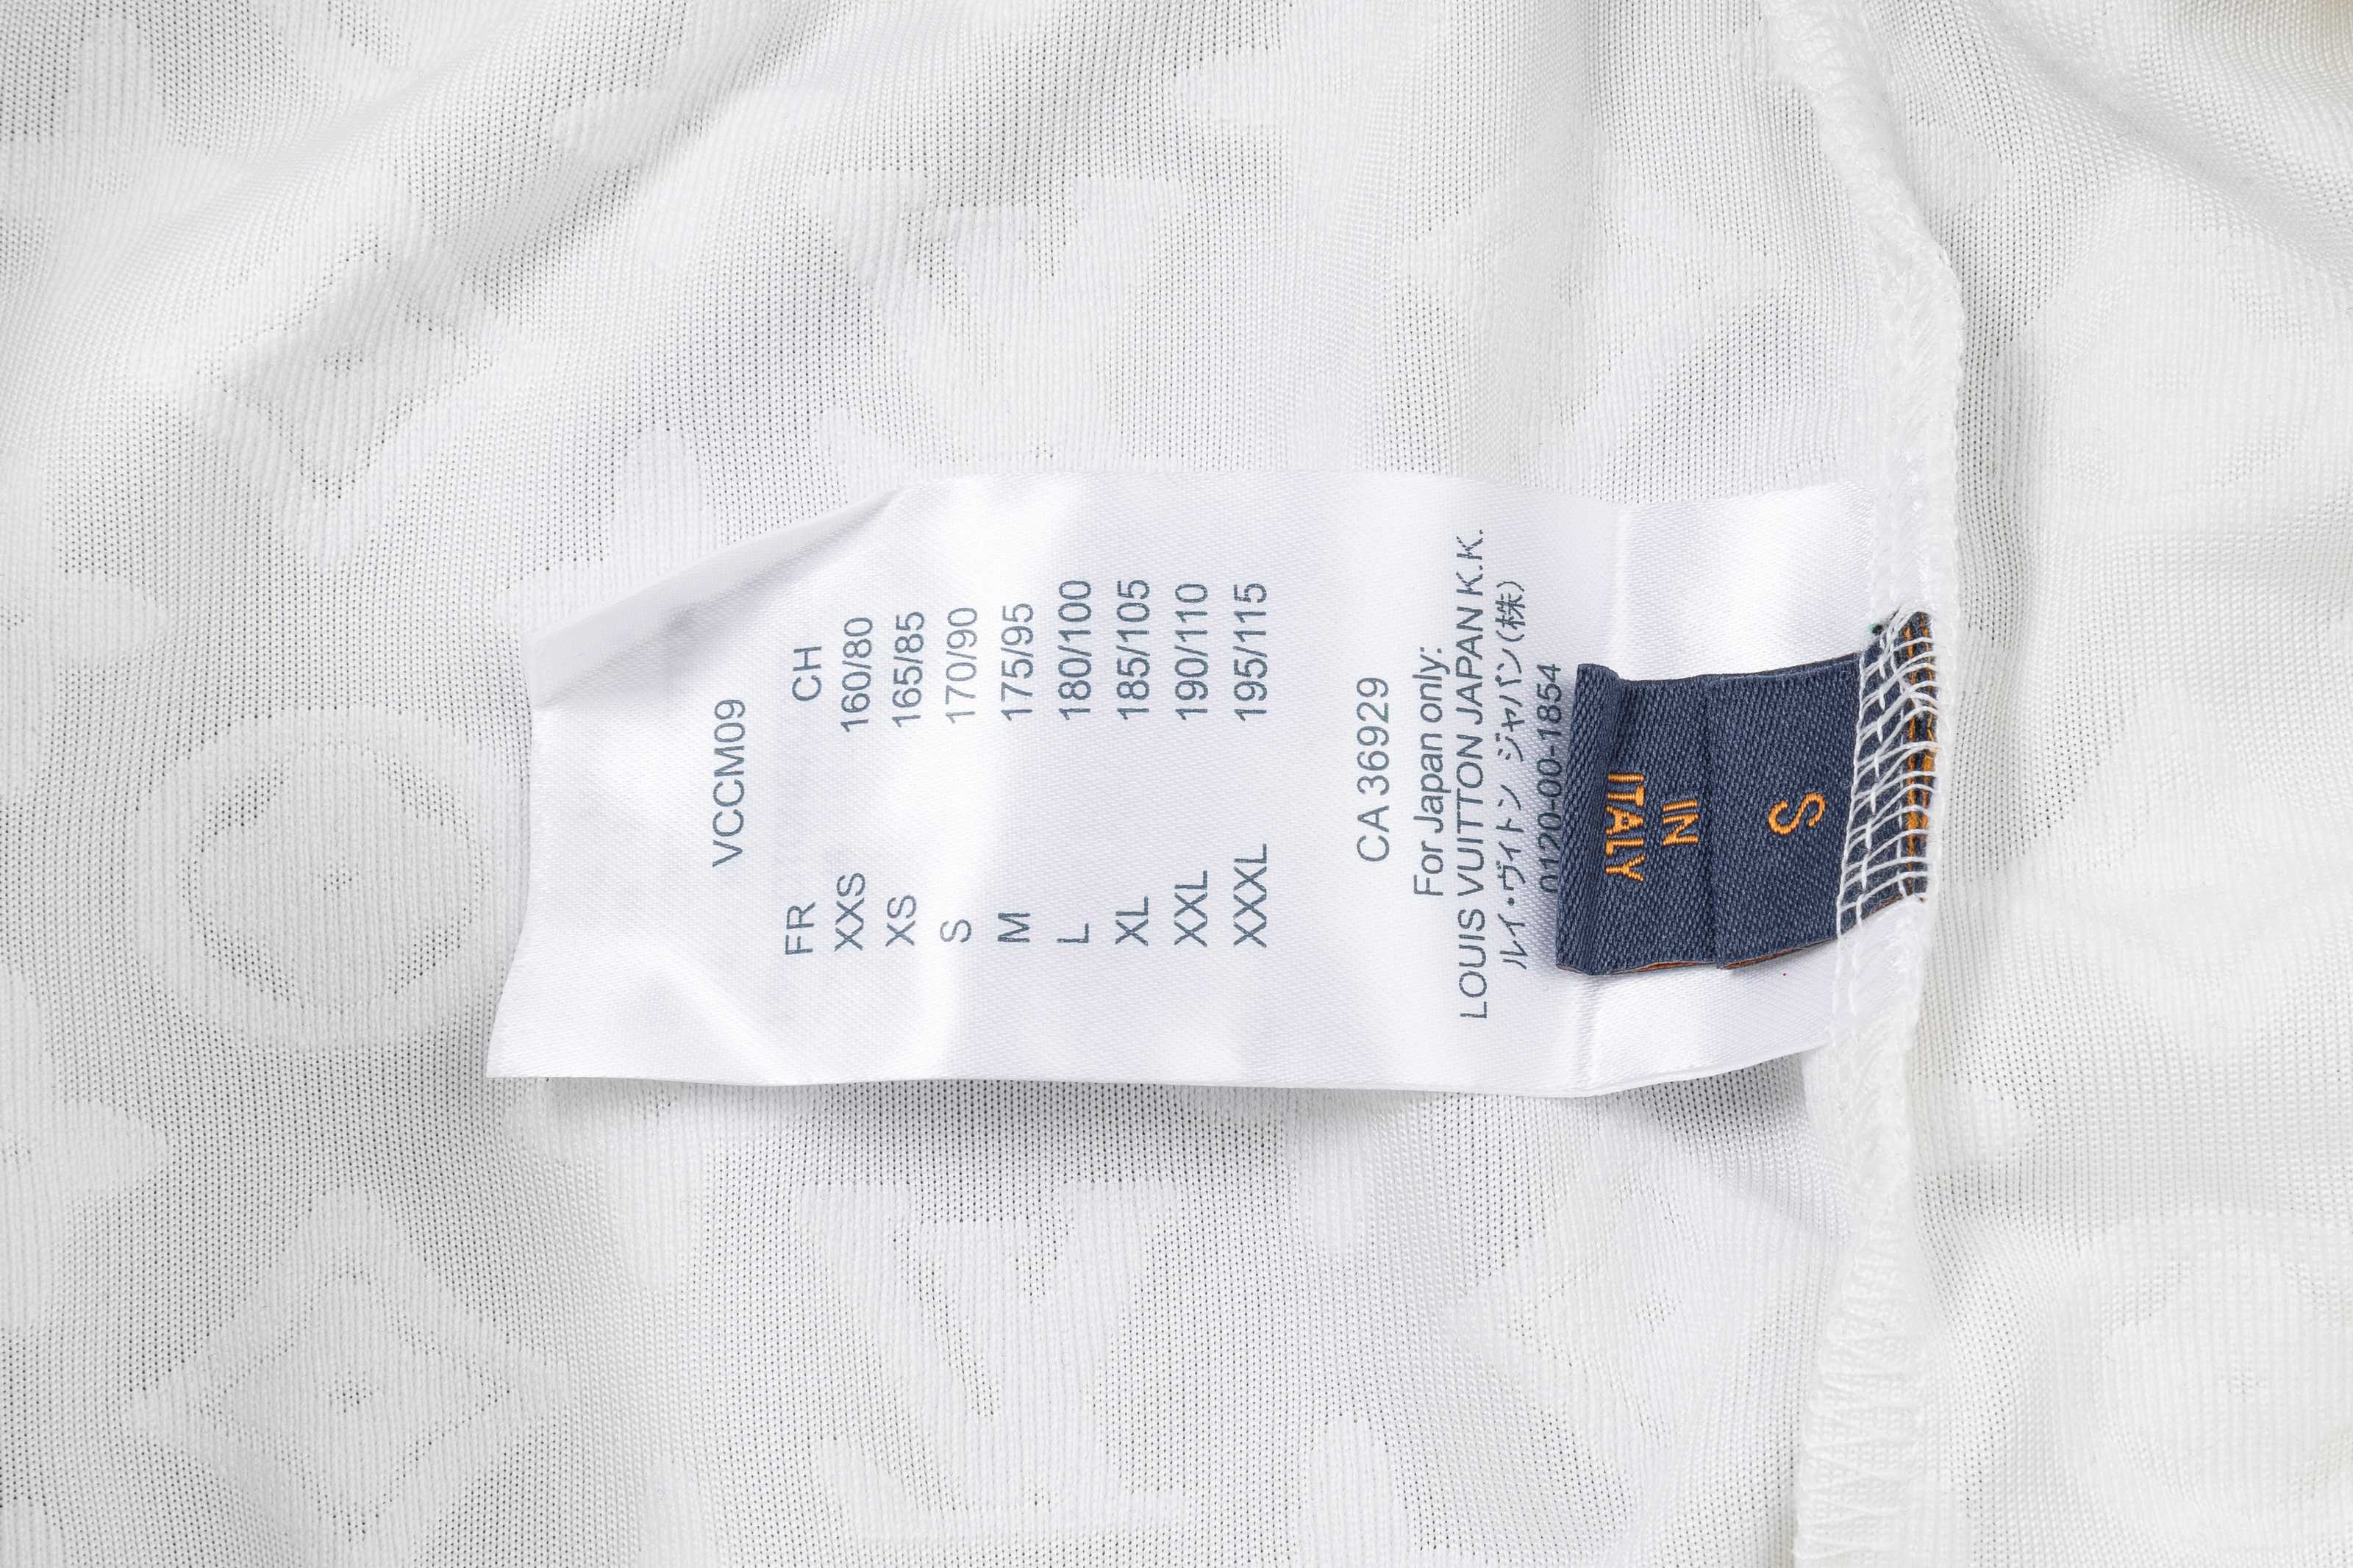 VCCM09
FR CH
XXS 160/80
XS 165/85
S 170/90
M 175/95
L 180/100
XL 185/105
XXL 190/110
XXXL 195/115
CA 36929
For Japan only:
LOUIS VUITTON JAPAN K.K.
ルイ・ヴィトン ジャパン(株)
0120-00-1854
S
IN
ITALY